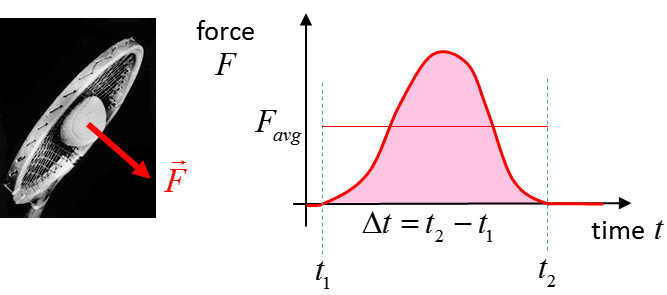 force
F
F⃗
F_avg
Δt = t₂ − t₁
time t
t₁
t₂